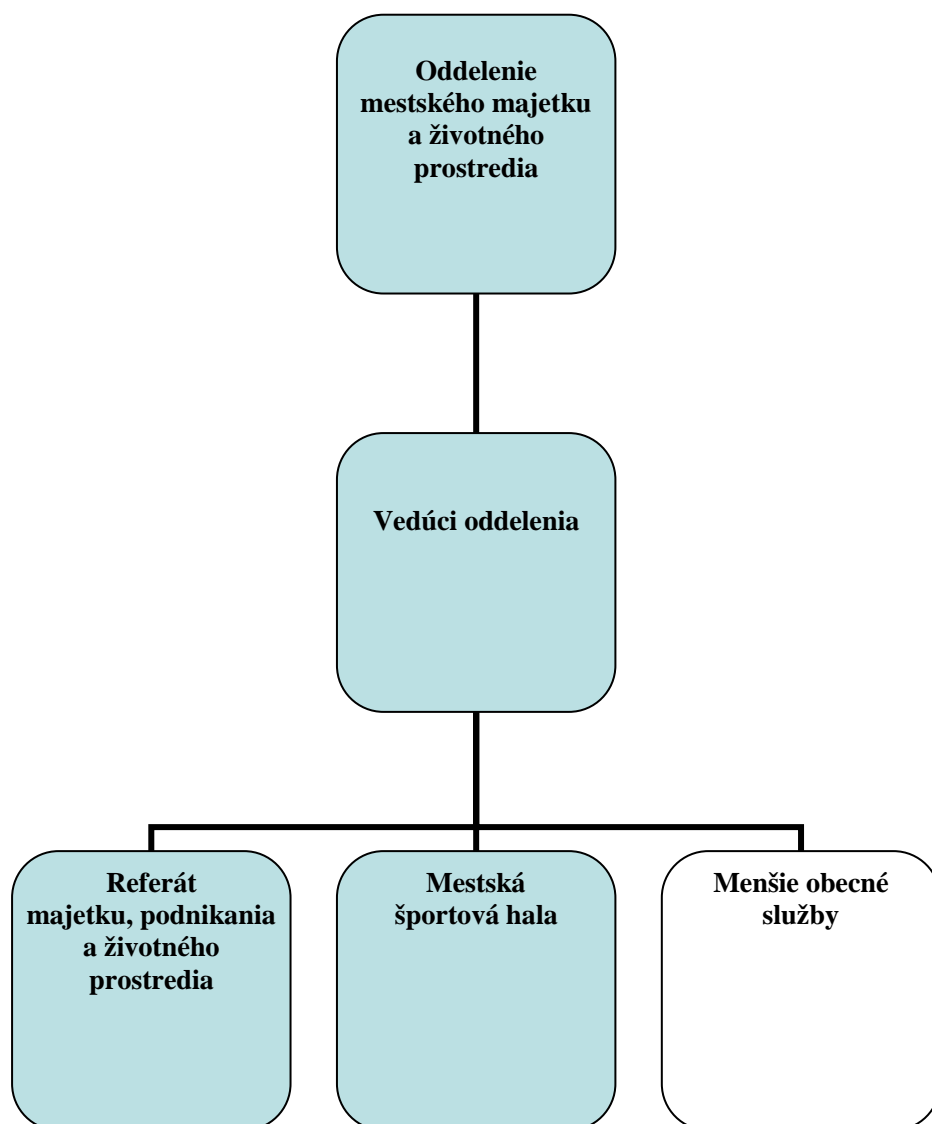 Oddelenie
mestského majetku
a životného
prostredia
Vedúci oddelenia
Referát
majetku, podnikania
a životného
prostredia
Mestská
športová hala
Menšie obecné
služby